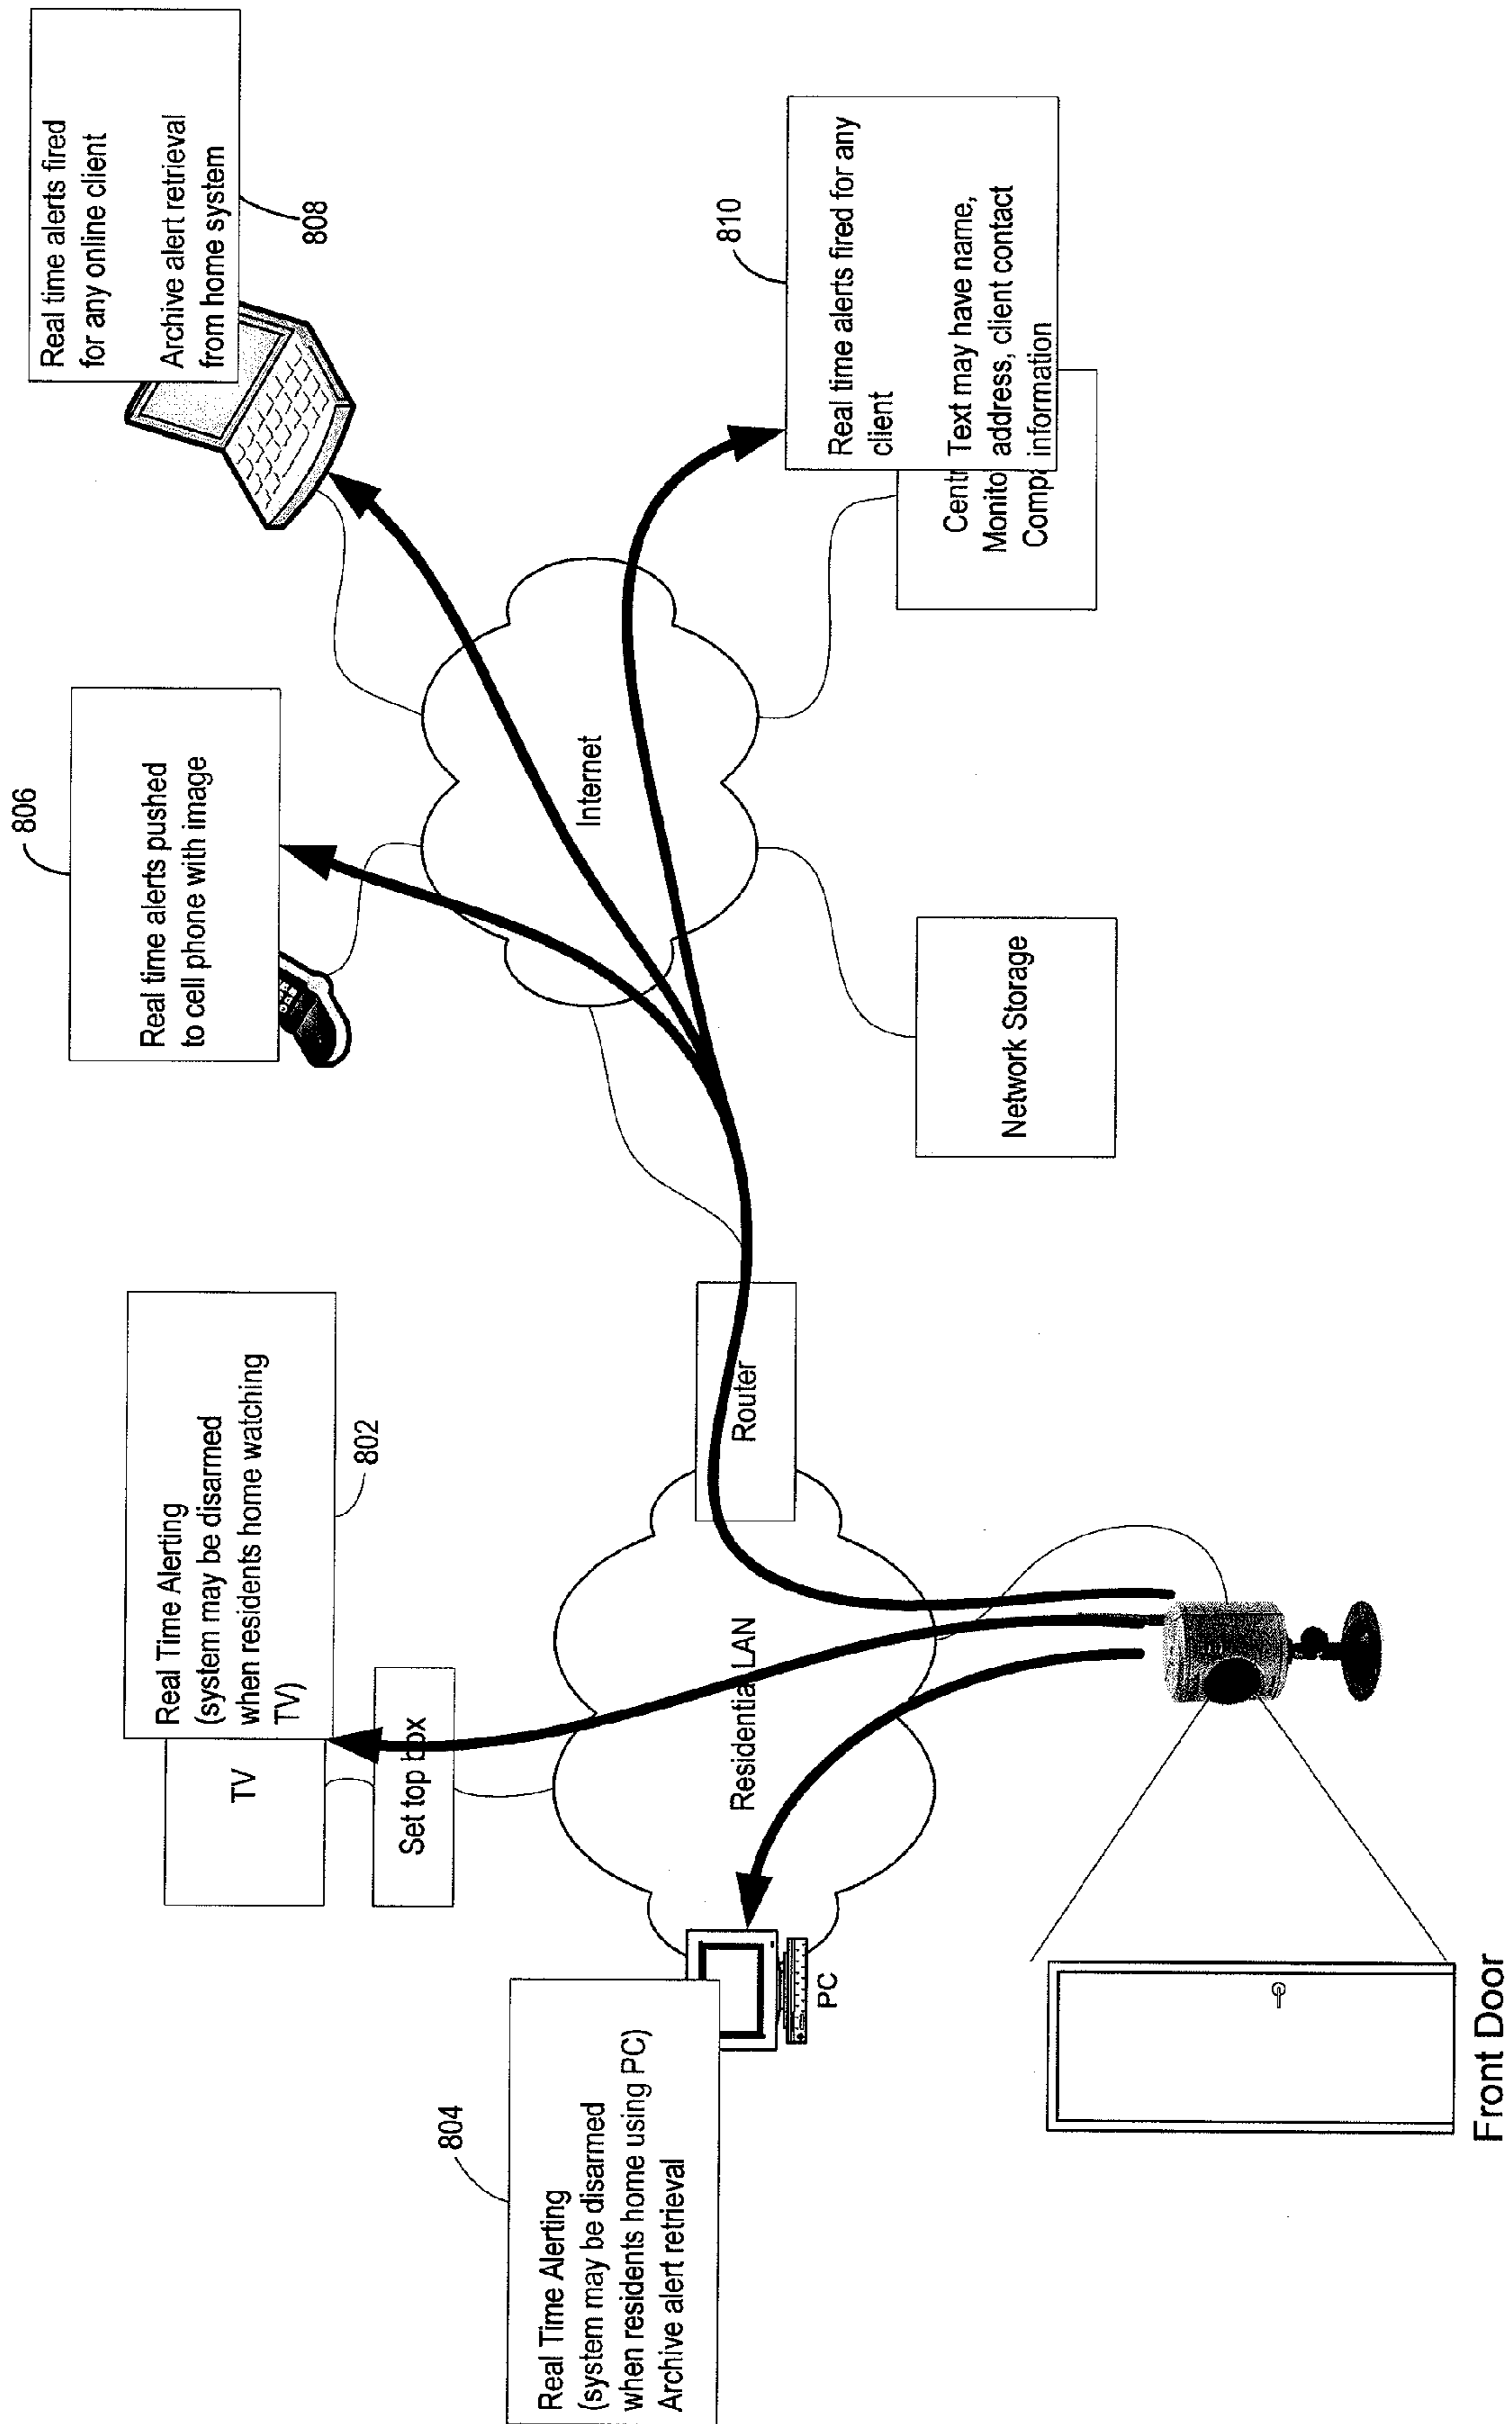 Real Time Alerting
(system may be disarmed
when residents home using PC)
Archive alert retrieval
804
PC
Front Door
TV
Real Time Alerting
(system may be disarmed
when residents home watching
TV)
802
Set top box
Residential LAN
Router
806
Real time alerts pushed
to cell phone with image
Internet
Network Storage
Real time alerts fired
for any online client
Archive alert retrieval
from home system
808
810
Real time alerts fired for any
client
Text may have name,
address, client contact
information
Centr
Monito
Compa